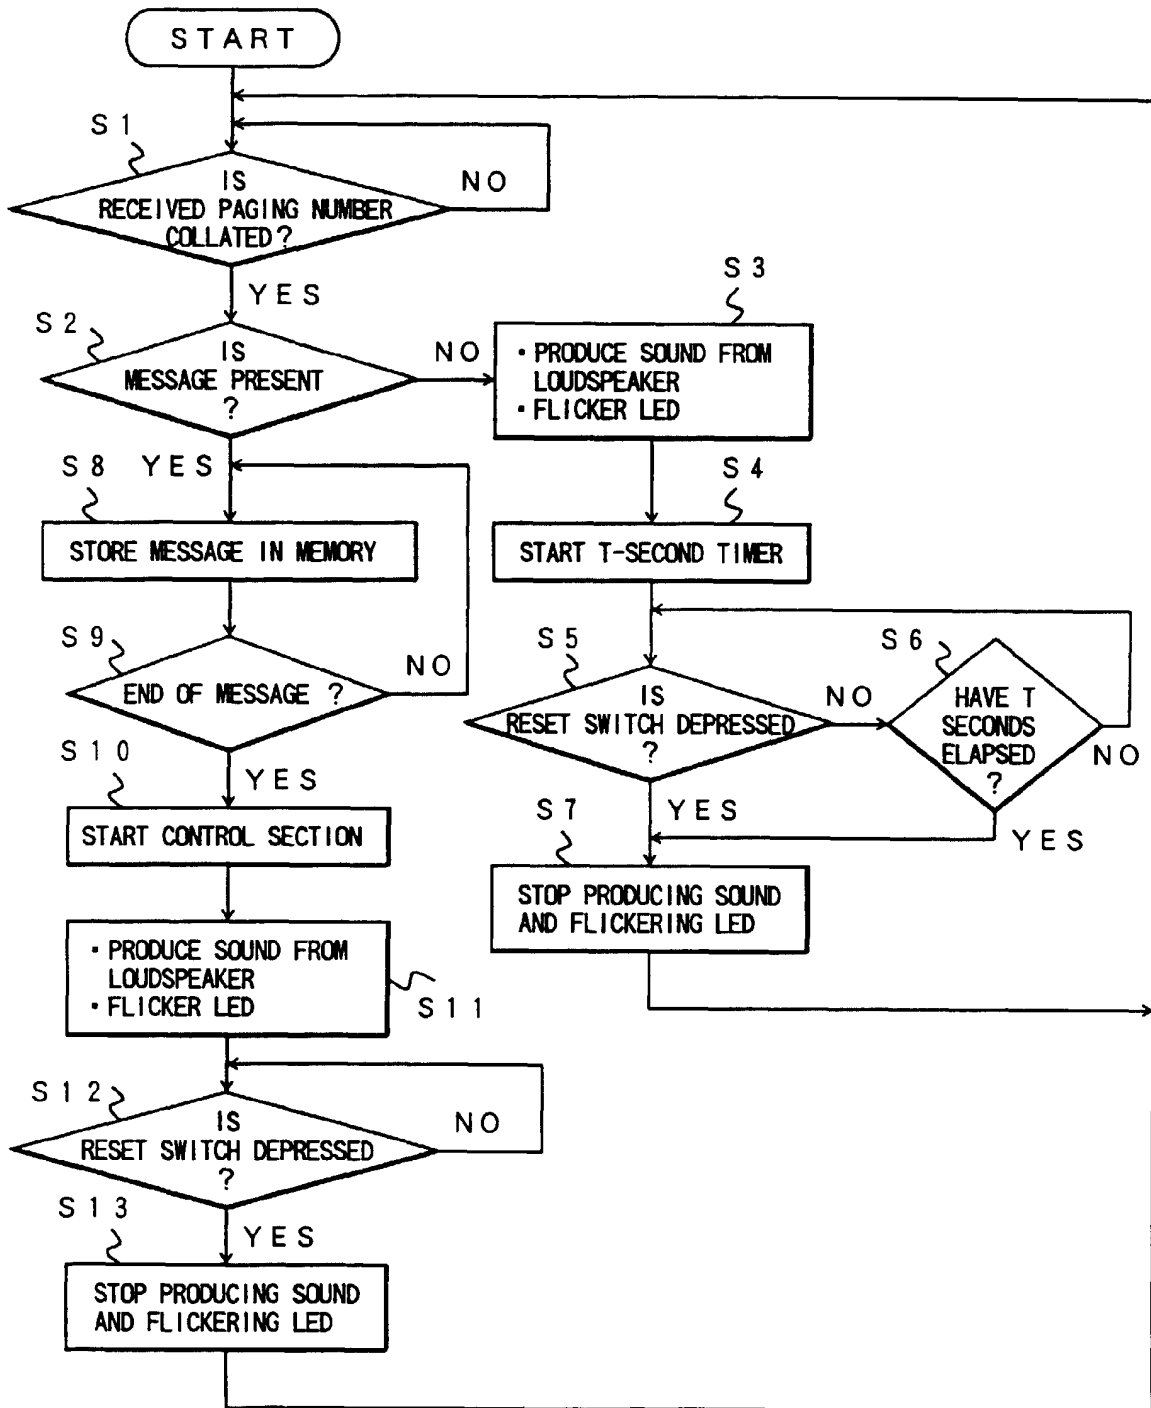 START
S1
IS
RECEIVED PAGING NUMBER
COLLATED?
NO
YES
S2
IS
MESSAGE PRESENT
?
NO
S3
・PRODUCE SOUND FROM
LOUDSPEAKER
・FLICKER LED
YES
S8
STORE MESSAGE IN MEMORY
S4
START T-SECOND TIMER
S9
END OF MESSAGE ?
NO
S5
IS
RESET SWITCH DEPRESSED
?
NO
S6
HAVE T
SECONDS
ELAPSED
?
NO
YES
YES
S10
YES
START CONTROL SECTION
S7
STOP PRODUCING SOUND
AND FLICKERING LED
・PRODUCE SOUND FROM
LOUDSPEAKER
・FLICKER LED
S11
S12
IS
RESET SWITCH DEPRESSED
?
NO
YES
S13
STOP PRODUCING SOUND
AND FLICKERING LED